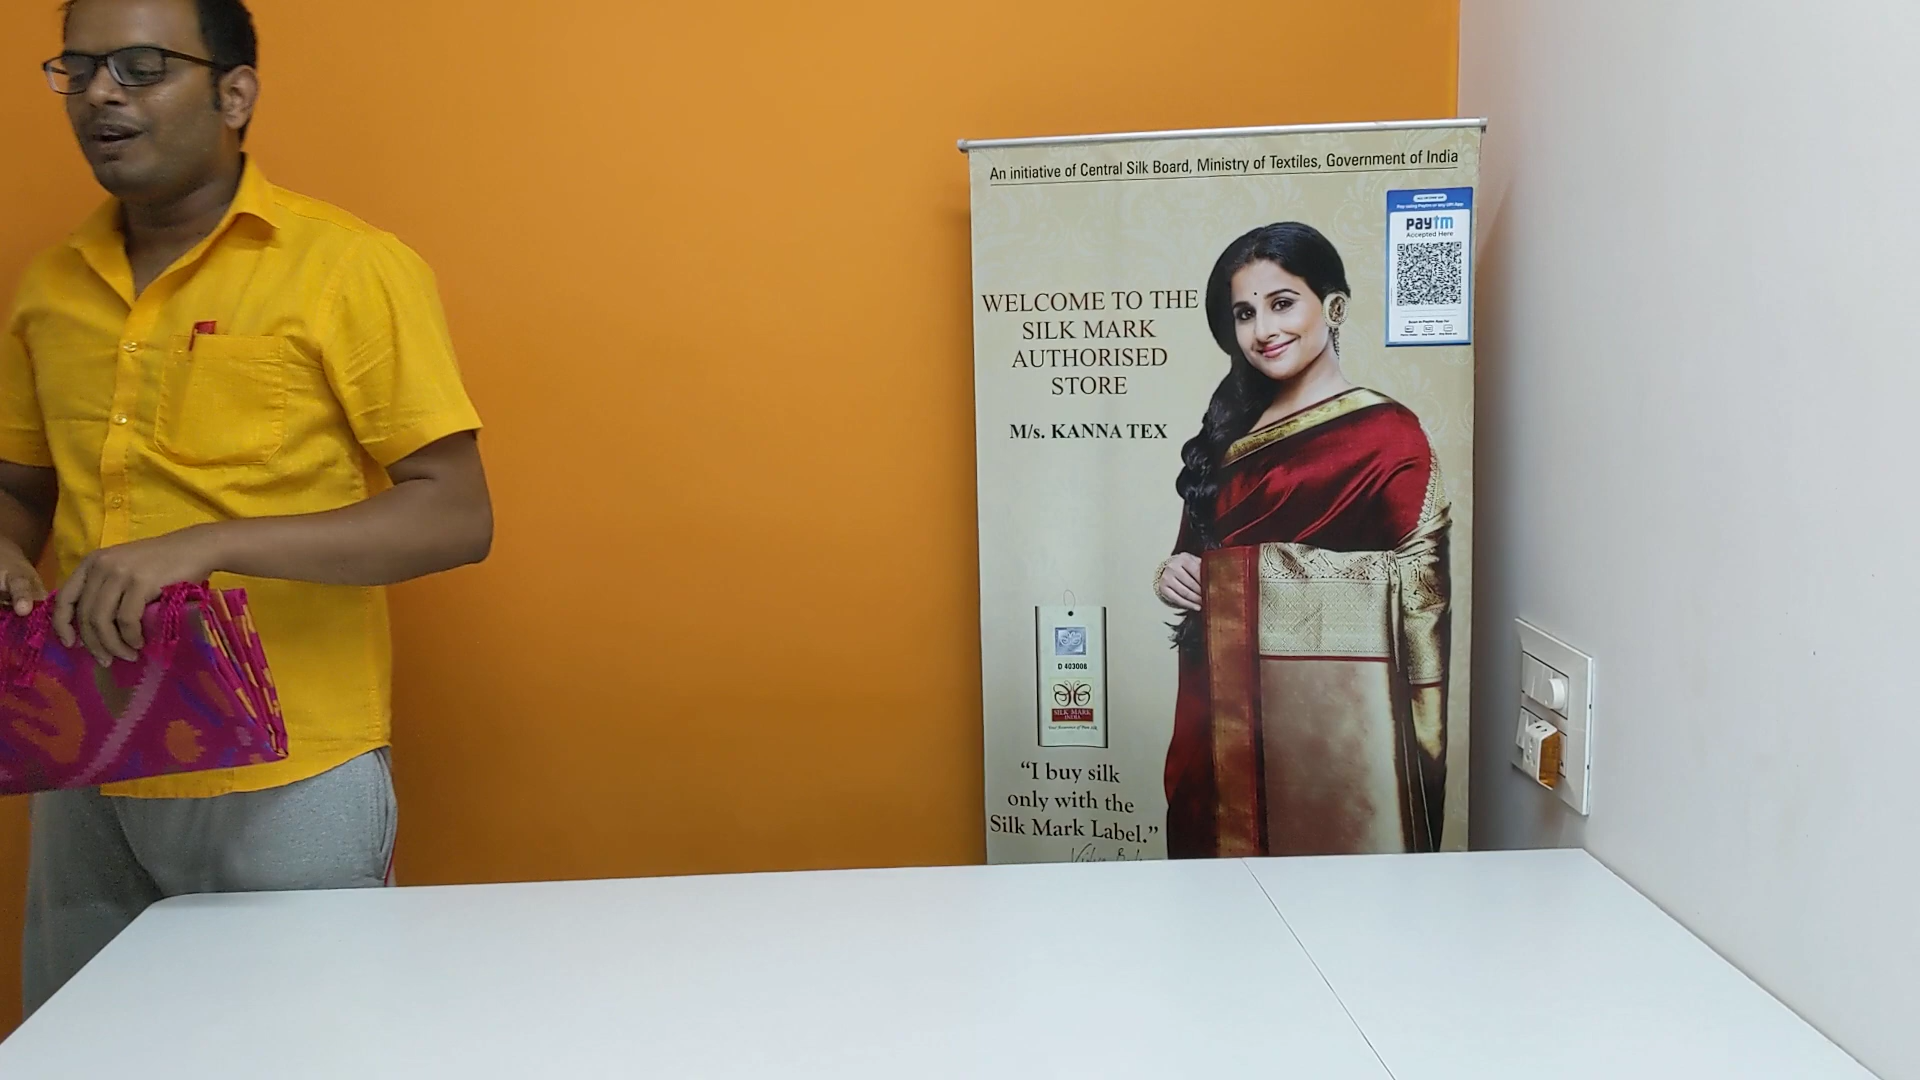 An initiative of Central Silk Board, Ministry of Textiles, Government of India
paytm
Accepted Here
WELCOME TO THE
SILK MARK
AUTHORISED
STORE
M/s. KANNA TEX
D 403008
SILK MARK
INDIA
“I buy silk
only with the
Silk Mark Label.”